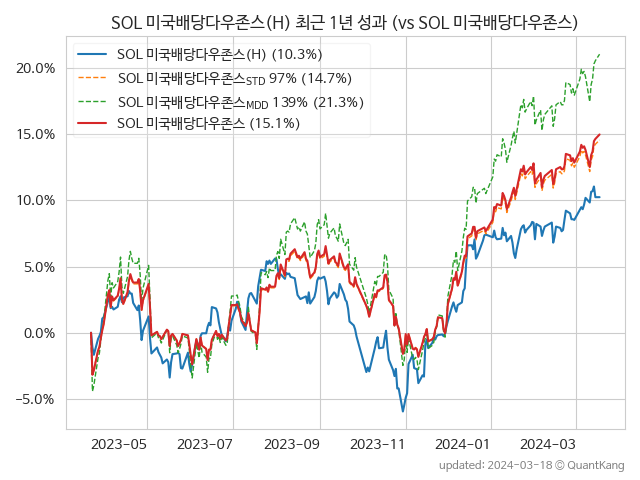 SOL 미국배당다우존스(H) 최근 1년 성과 (vs SOL 미국배당다우존스)
SOL 미국배당다우존스(H) (10.3%)
SOL 미국배당다우존스STD 97% (14.7%)
SOL 미국배당다우존스MDD 139% (21.3%)
SOL 미국배당다우존스 (15.1%)
20.0%
15.0%
10.0%
5.0%
0.0%
−5.0%
2023-05 2023-07 2023-09 2023-11 2024-01 2024-03
updated: 2024-03-18 ⓒ QuantKang